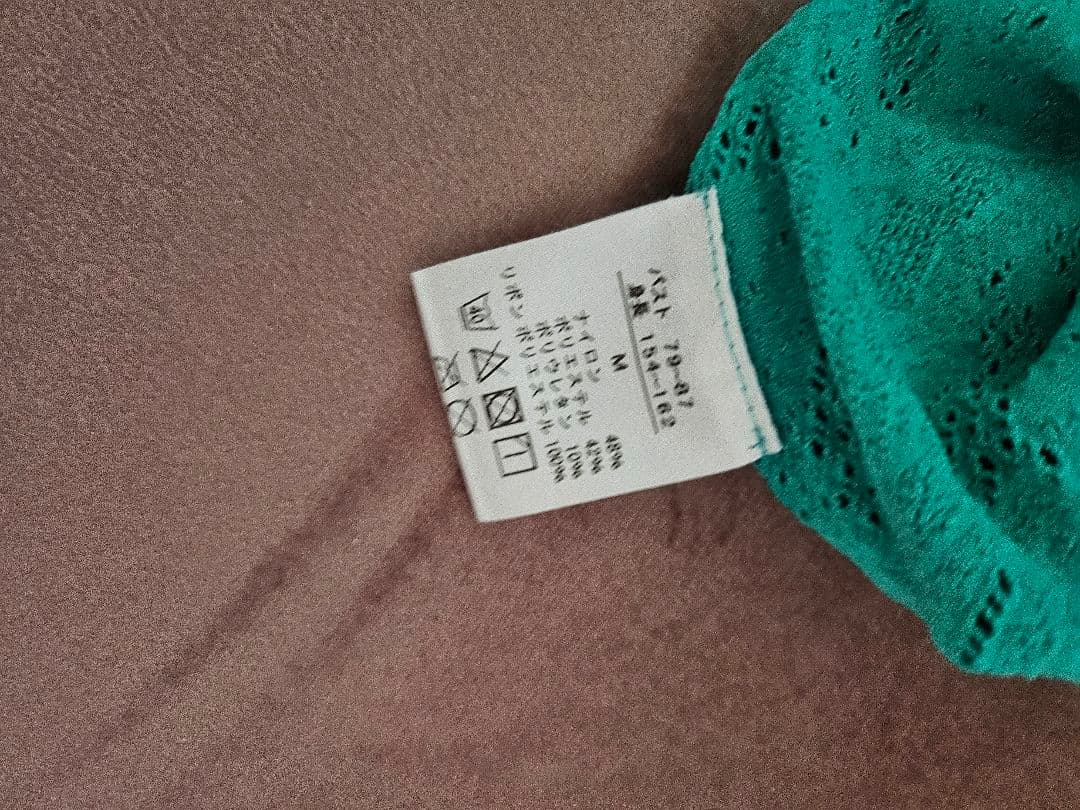 バスト 79-87
身長 154-162
M
ナイロン 48%
ポリエステル 42%
ポリウレタン 10%
リボン ポリエステル 100%
40